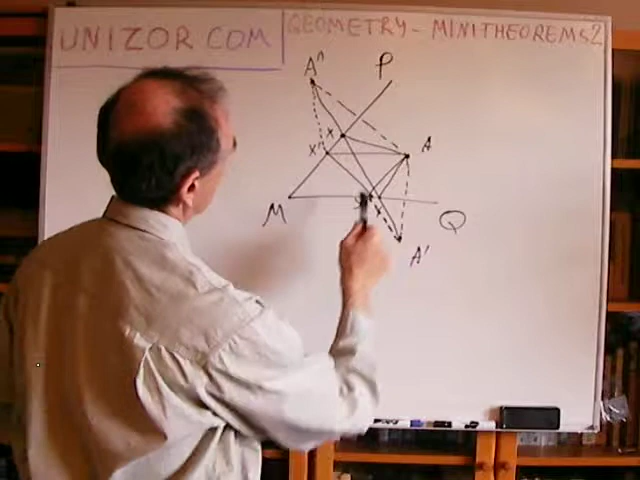 UNIZOR.COM
GEOMETRY - MINITHEOREMS 2
A"
P
X
X'
A
M
Q
A'